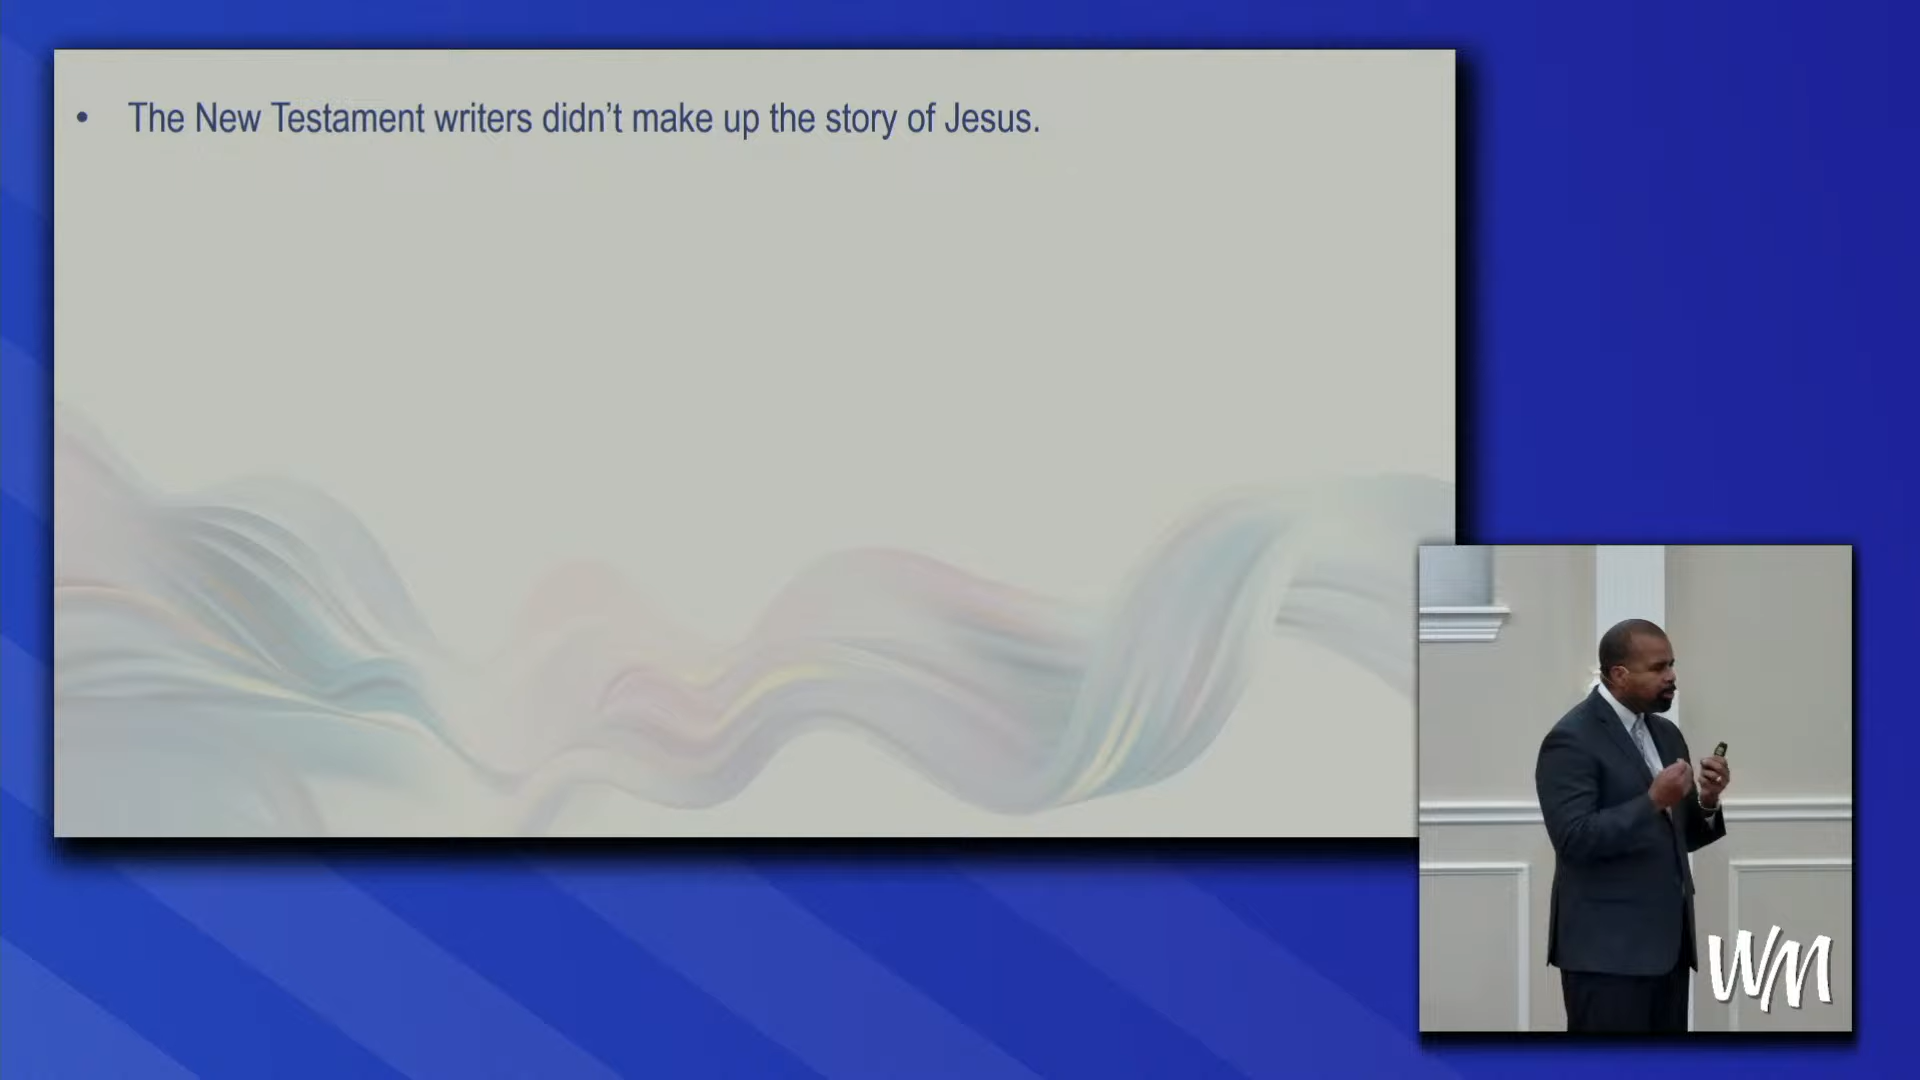 • The New Testament writers didn’t make up the story of Jesus.
WM